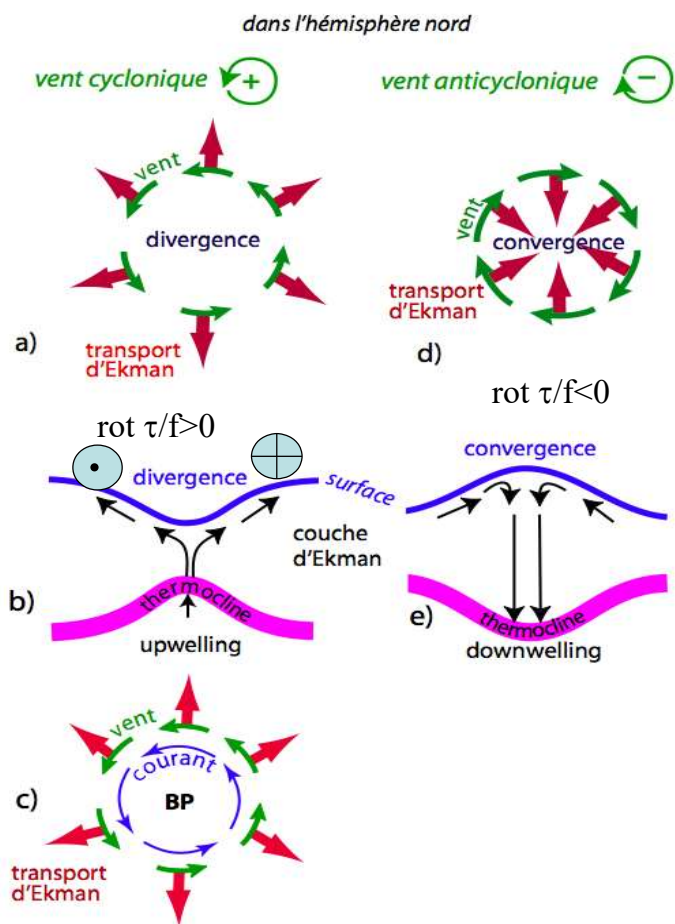 dans l'hémisphère nord
vent cyclonique +
vent anticyclonique −
vent
divergence
transport
d'Ekman
a)
vent
convergence
transport
d'Ekman
d)
rot τ/f>0
divergence
surface
couche
d'Ekman
thermocline
upwelling
b)
rot τ/f<0
convergence
thermocline
downwelling
e)
vent
courant
BP
c)
transport
d'Ekman